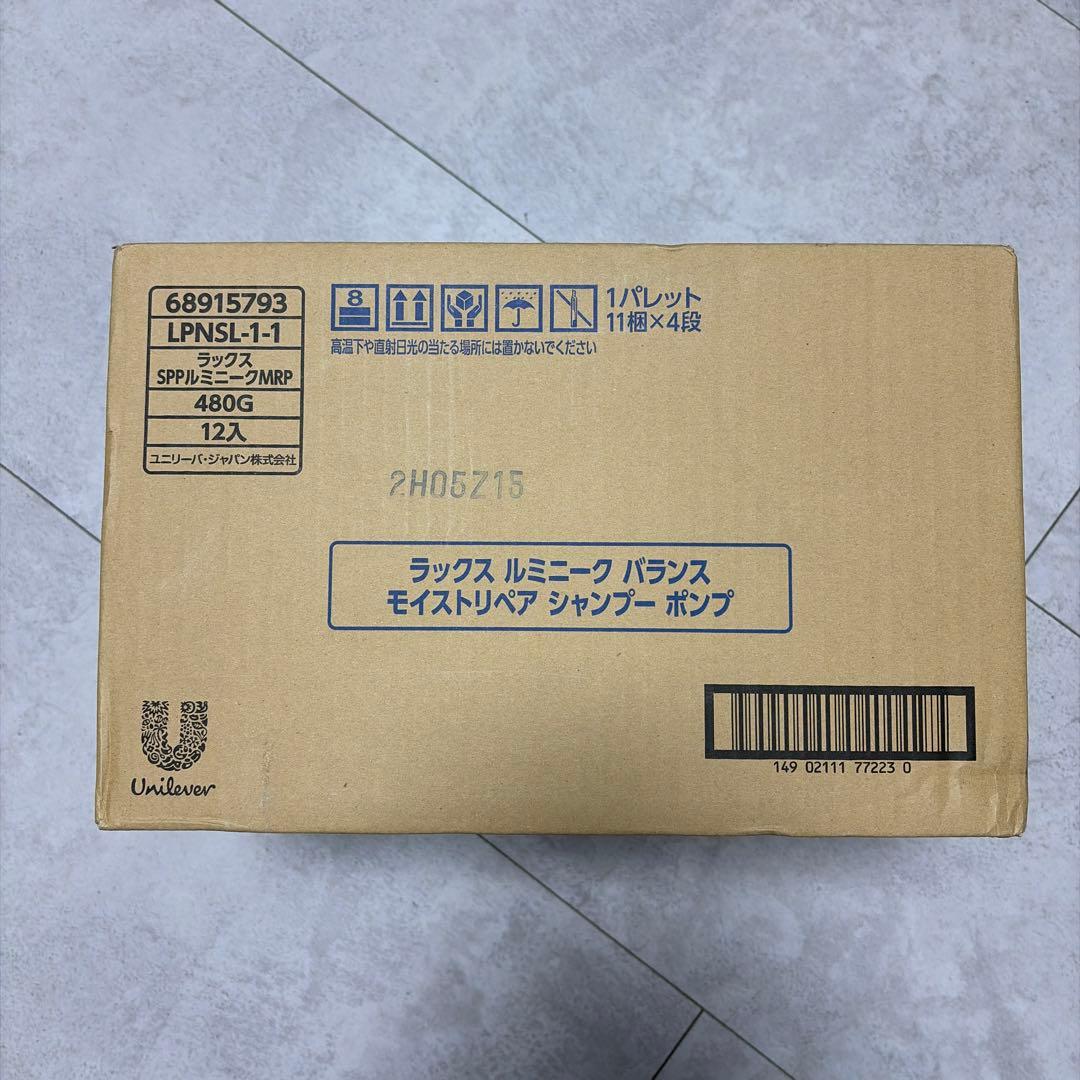 68915793
LPNSL-1-1
ラックス
SPPルミニークMRP
480G
12入
ユニリーバ・ジャパン株式会社
8
1パレット
11梱×4段
高温下や直射日光の当たる場所には置かないでください
2H05Z15
ラックス ルミニーク バランス
モイストリペア シャンプー ポンプ
Unilever
149 02111 77223 0